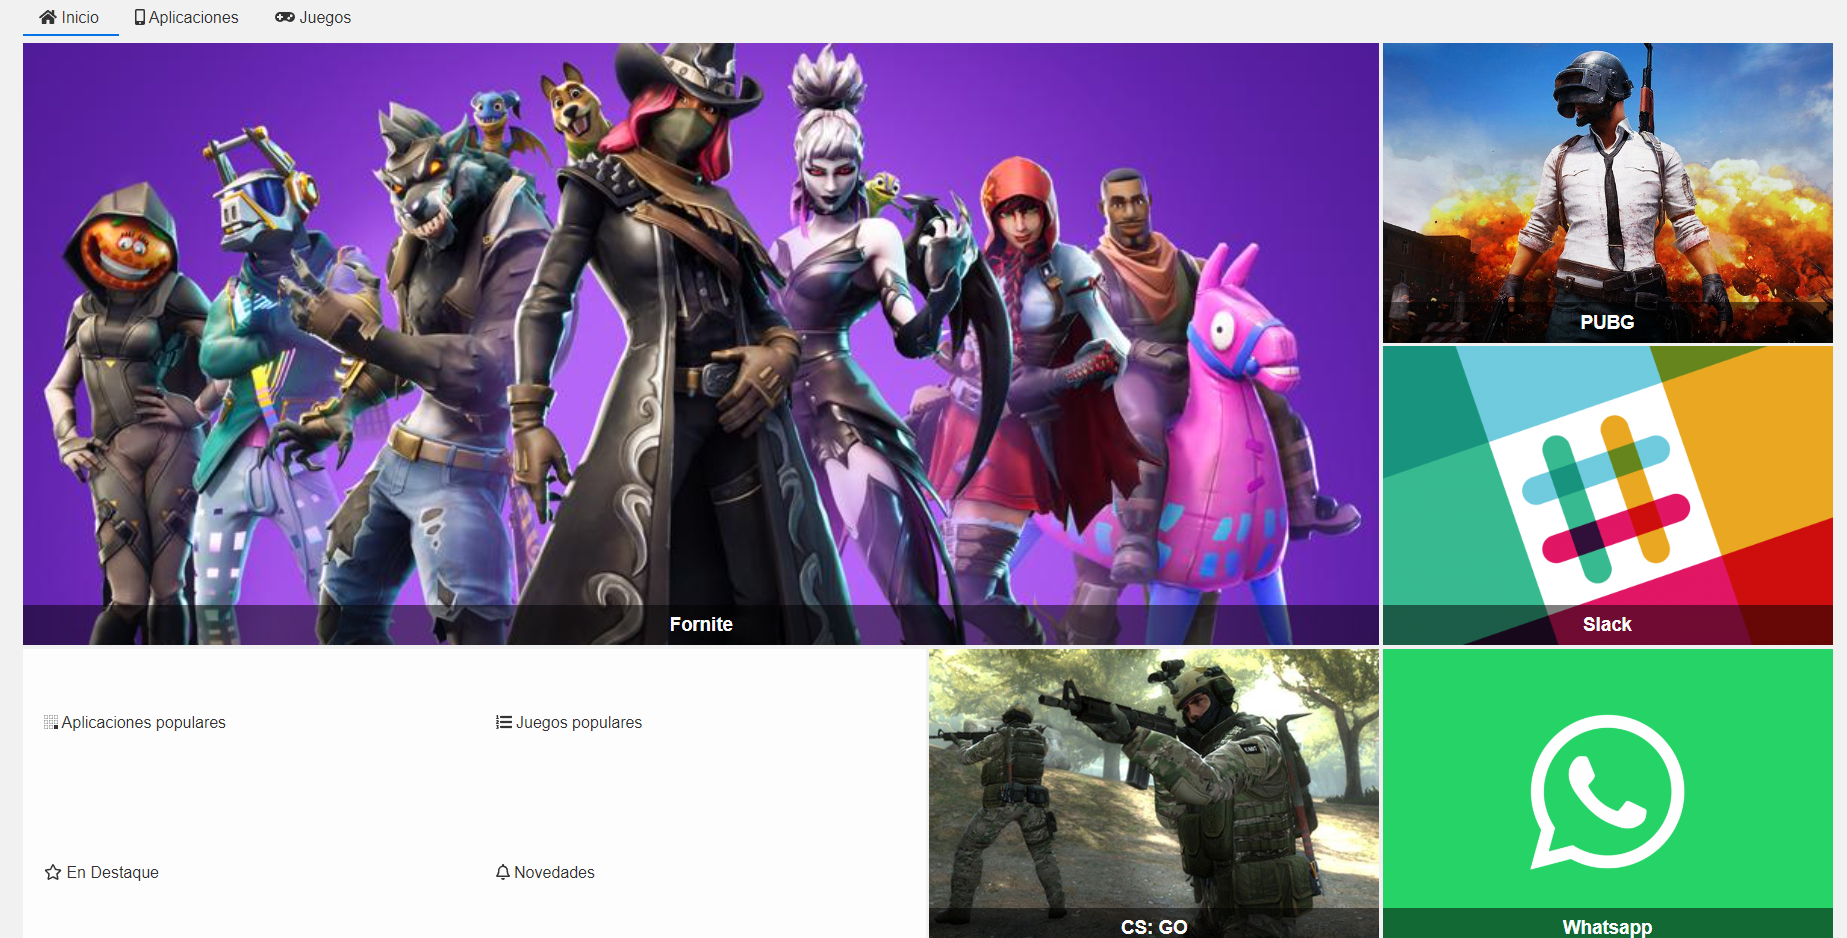 Inicio
Aplicaciones
Juegos
PUBG
Fornite
Slack
Aplicaciones populares
Juegos populares
En Destaque
Novedades
CS: GO
Whatsapp